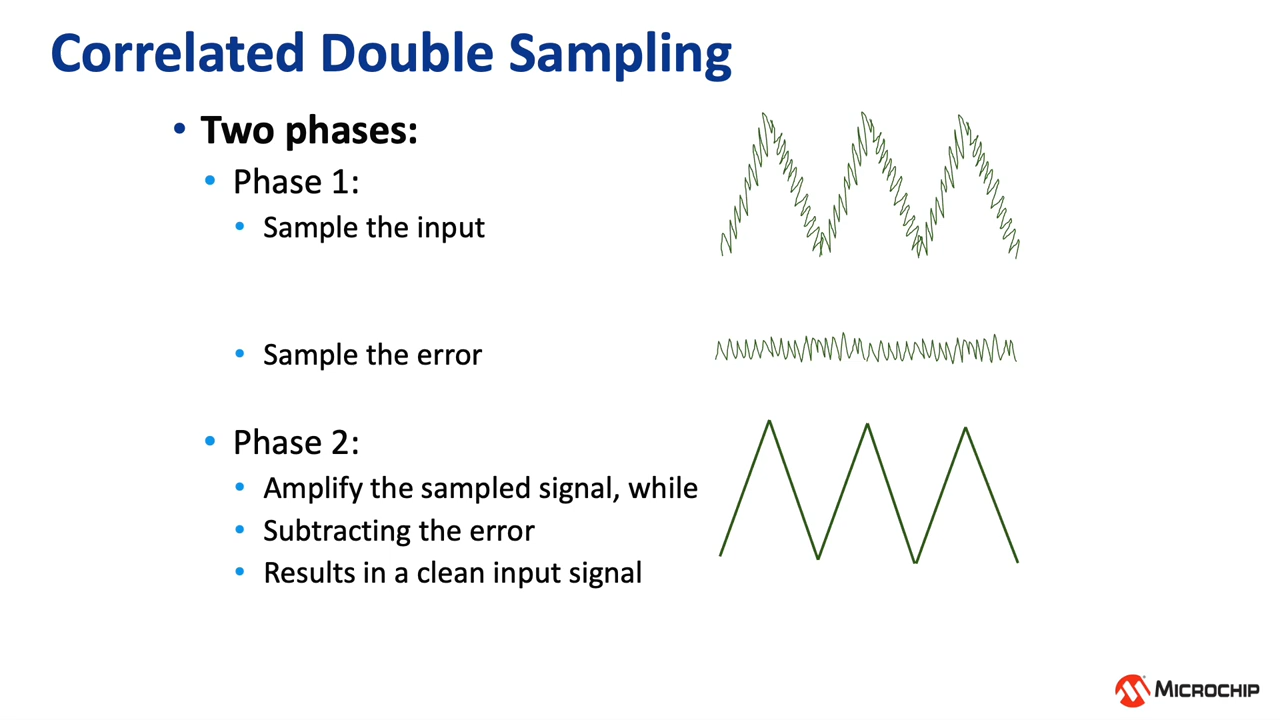 Correlated Double Sampling
• Two phases:
• Phase 1:
• Sample the input
• Sample the error
• Phase 2:
• Amplify the sampled signal, while
• Subtracting the error
• Results in a clean input signal
MICROCHIP